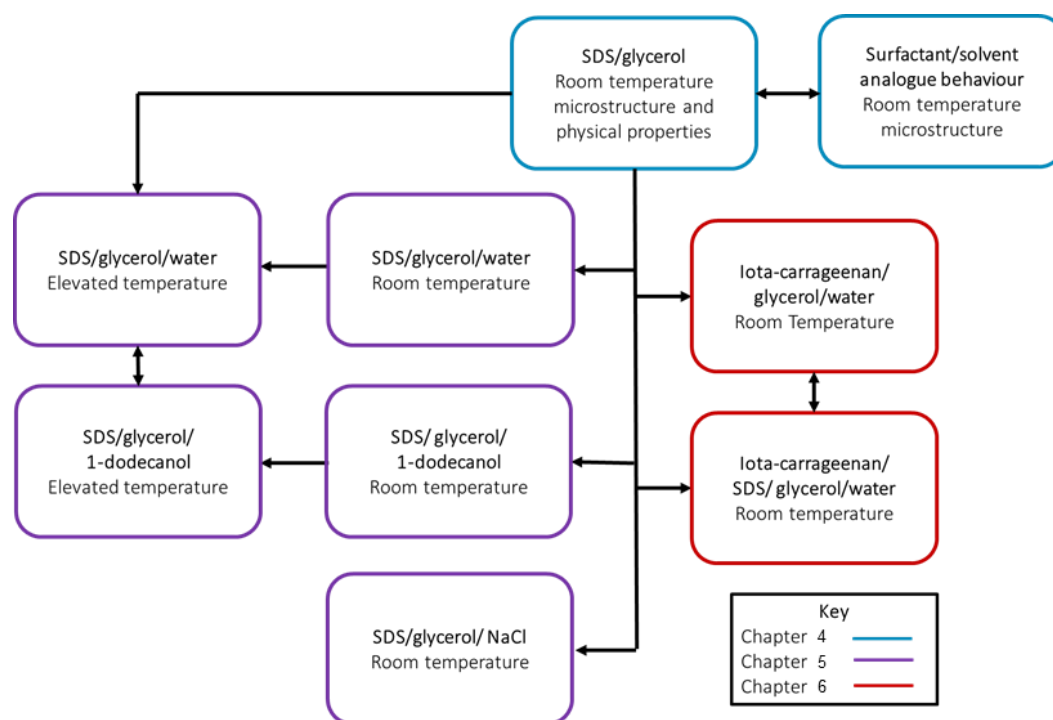 SDS/glycerol
Room temperature
microstructure and
physical properties
Surfactant/solvent
analogue behaviour
Room temperature
microstructure
SDS/glycerol/water
Elevated temperature
SDS/glycerol/water
Room temperature
Iota-carrageenan/
glycerol/water
Room Temperature
SDS/glycerol/
1-dodecanol
Elevated temperature
SDS/ glycerol/
1-dodecanol
Room temperature
Iota-carrageenan/
SDS/ glycerol/water
Room temperature
SDS/glycerol/ NaCl
Room temperature
Key
Chapter 4
Chapter 5
Chapter 6